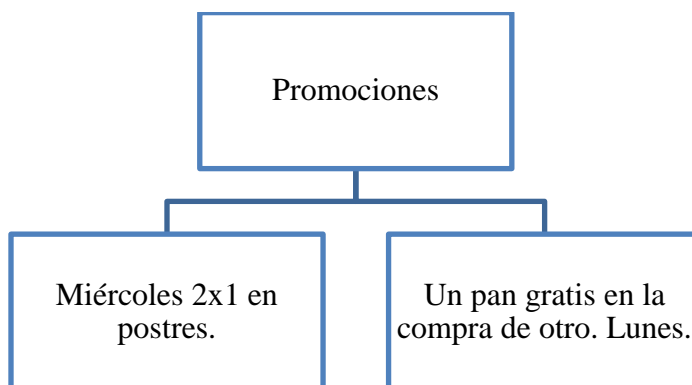 Promociones
Miércoles 2x1 en
postres.
Un pan gratis en la
compra de otro. Lunes.